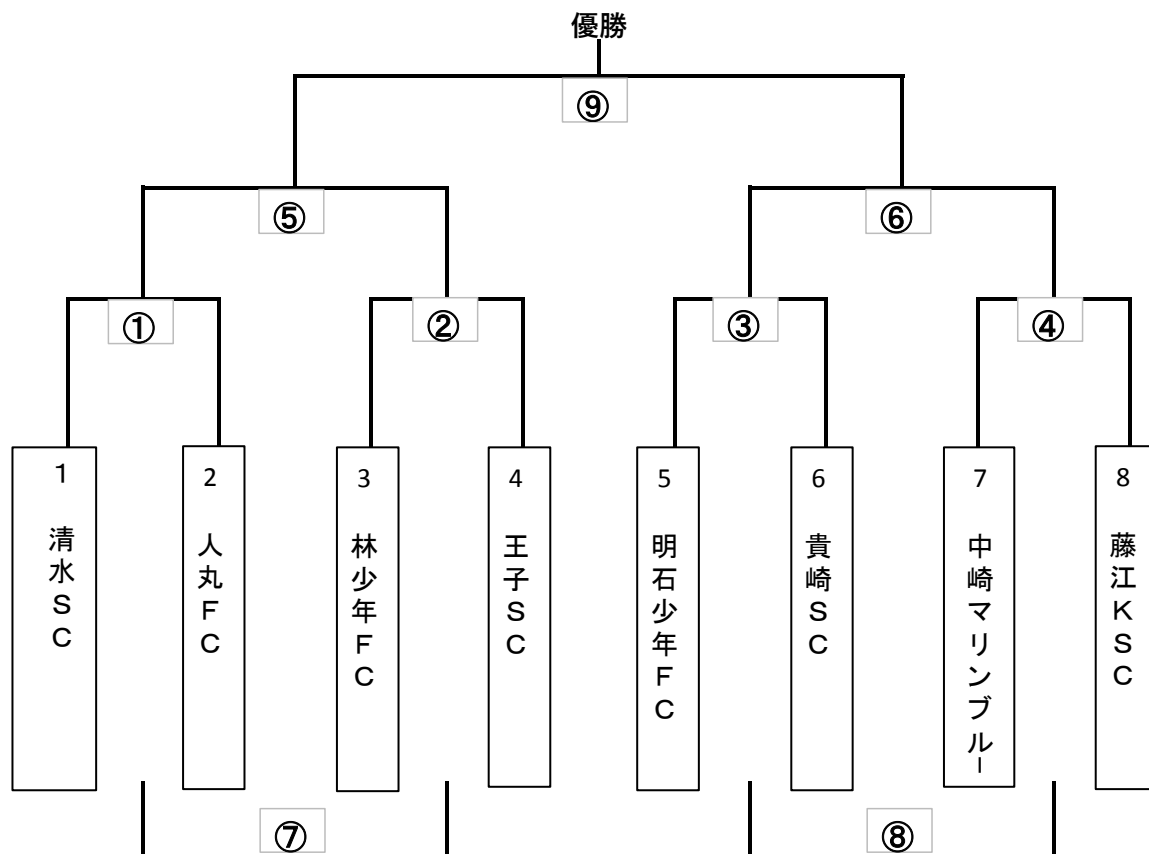 優勝
⑨
⑤
⑥
①
②
③
④
1 清水SC
2 人丸FC
3 林少年FC
4 王子SC
5 明石少年FC
6 貴崎SC
7 中崎マリンブルー
8 藤江KSC
⑦
⑧